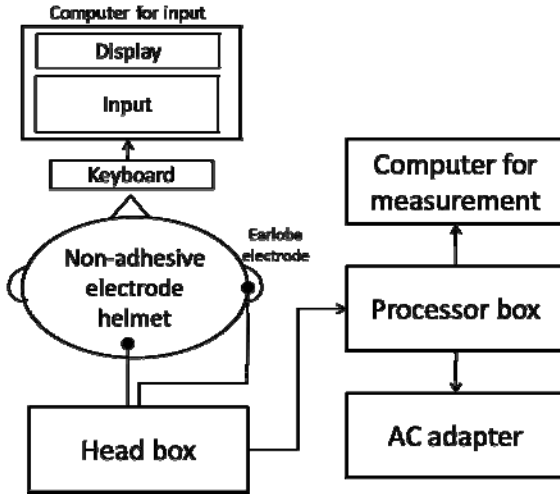 Computer for input
Display
Input
Keyboard
Earlobe
electrode
Non-adhesive
electrode
helmet
Head box
Computer for
measurement
Processor box
AC adapter